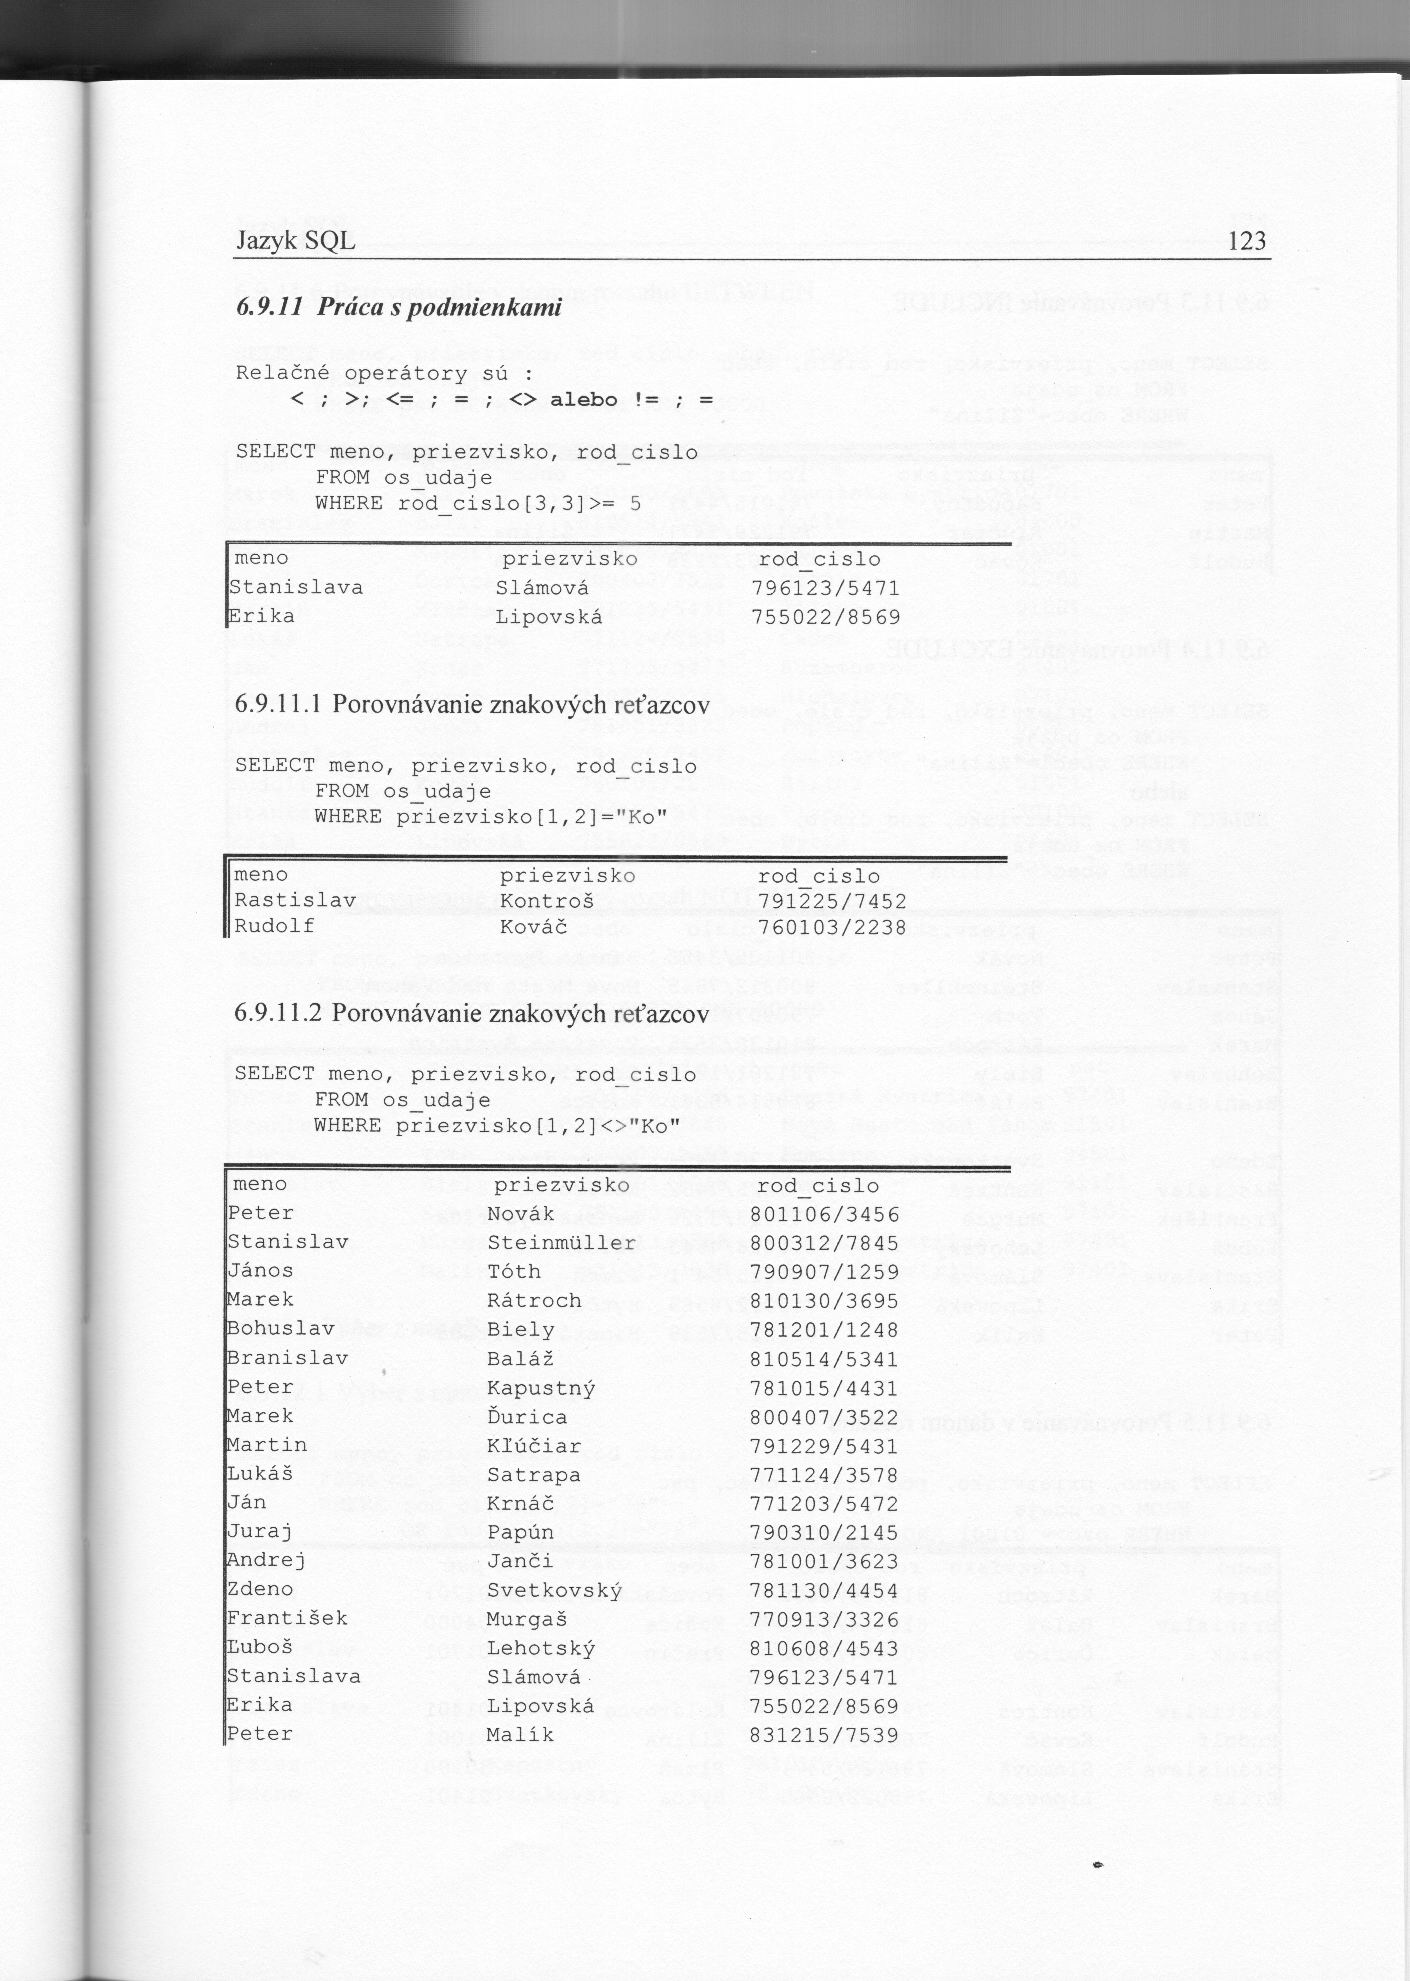 Jazyk SQL 123
6.9.11 Práca s podmienkami
Relačné operátory sú :
< ; >; <= ; = ; <> alebo != ; =
SELECT meno, priezvisko, rod_cislo
FROM os_udaje
WHERE rod_cislo[3,3]>= 5
meno priezvisko rod_cislo
Stanislava Slámová 796123/5471
Erika Lipovská 755022/8569
6.9.11.1 Porovnávanie znakových reťazcov
SELECT meno, priezvisko, rod_cislo
FROM os_udaje
WHERE priezvisko[1,2]="Ko"
meno priezvisko rod_cislo
Rastislav Kontroš 791225/7452
Rudolf Kováč 760103/2238
6.9.11.2 Porovnávanie znakových reťazcov
SELECT meno, priezvisko, rod_cislo
FROM os_udaje
WHERE priezvisko[1,2]<>"Ko"
meno priezvisko rod_cislo
Peter Novák 801106/3456
Stanislav Steinmüller 800312/7845
János Tóth 790907/1259
Marek Rátroch 810130/3695
Bohuslav Biely 781201/1248
Branislav Baláž 810514/5341
Peter Kapustný 781015/4431
Marek Ďurica 800407/3522
Martin Kľúčiar 791229/5431
Lukáš Satrapa 771124/3578
Ján Krnáč 771203/5472
Juraj Papún 790310/2145
Andrej Janči 781001/3623
Zdeno Svetkovský 781130/4454
František Murgaš 770913/3326
Ľuboš Lehotský 810608/4543
Stanislava Slámová 796123/5471
Erika Lipovská 755022/8569
Peter Malík 831215/7539